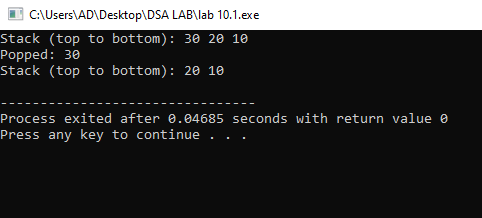 C:\Users\AD\Desktop\DSA LAB\lab 10.1.exe
Stack (top to bottom): 30 20 10
Popped: 30
Stack (top to bottom): 20 10
--------------------------------
Process exited after 0.04685 seconds with return value 0
Press any key to continue . . .